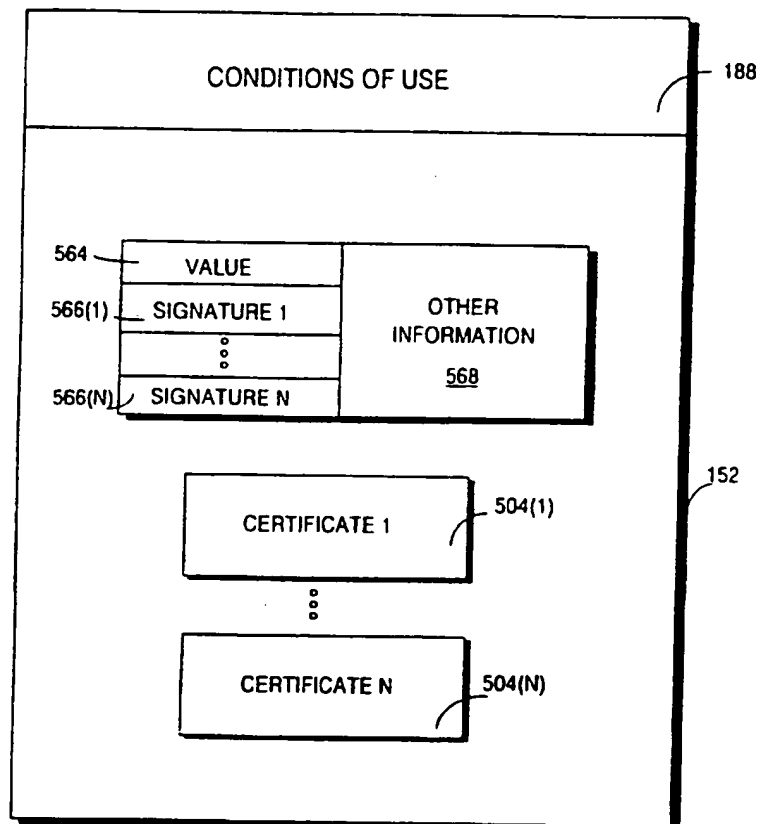 CONDITIONS OF USE
188
564
VALUE
566(1)
SIGNATURE 1
566(N)
SIGNATURE N
OTHER
INFORMATION
568
152
CERTIFICATE 1
504(1)
CERTIFICATE N
504(N)